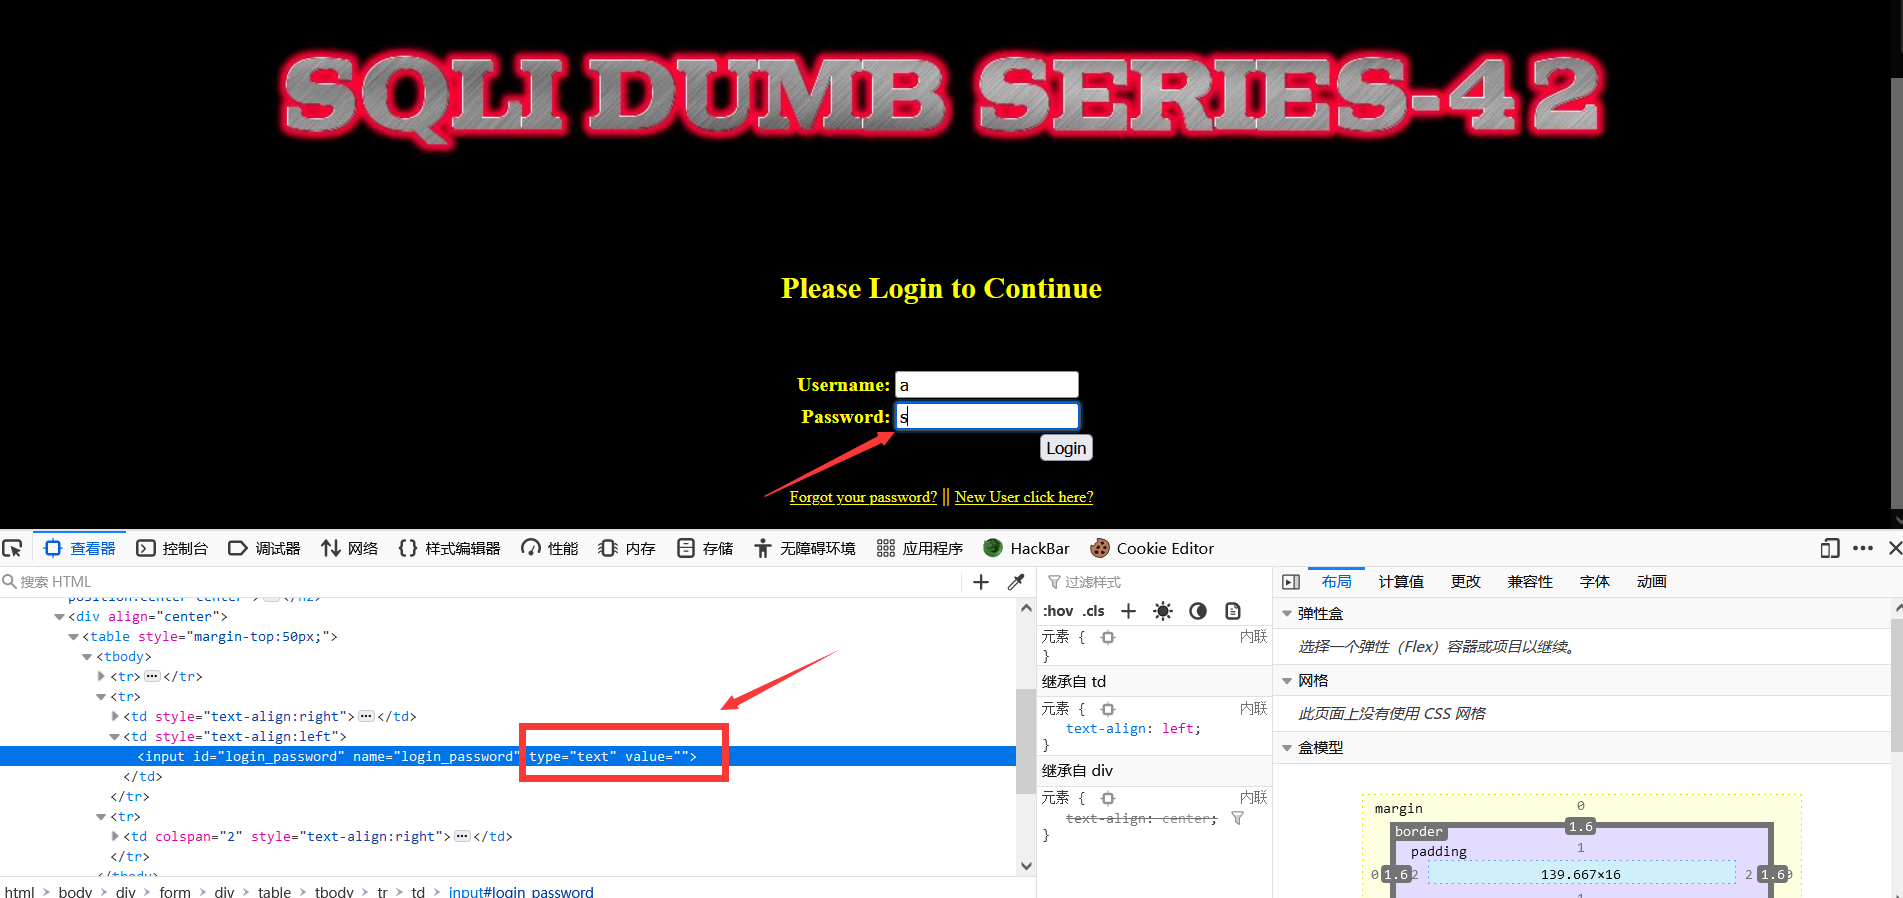 SQLI DUMB SERIES-42
Please Login to Continue
Username: a
Password: s
Login
Forgot your password? || New User click here?
查看器 控制台 调试器 网络 样式编辑器 性能 内存 存储 无障碍环境 应用程序 HackBar Cookie Editor
搜索 HTML
<div align="center">
<table style="margin-top:50px;">
<tbody>
<tr>⋯</tr>
<tr>
<td style="text-align:right">⋯</td>
<td style="text-align:left">
<input id="login_password" name="login_password" type="text" value="">
</td>
</tr>
<tr>
<td colspan="2" style="text-align:right">⋯</td>
</tr>
</tbody>
html > body > div > form > div > table > tbody > tr > td > input#login_password
过滤样式
:hov .cls
元素 { 内联
}
继承自 td
元素 { 内联
text-align: left;
}
继承自 div
元素 { 内联
text-align: center;
}
布局 计算值 更改 兼容性 字体 动画
弹性盒
选择一个弹性（Flex）容器或项目以继续。
网格
此页面上没有使用 CSS 网格
盒模型
margin 0
border 1.6
padding 1
0 1.6 2 139.667×16 2 1.6 0